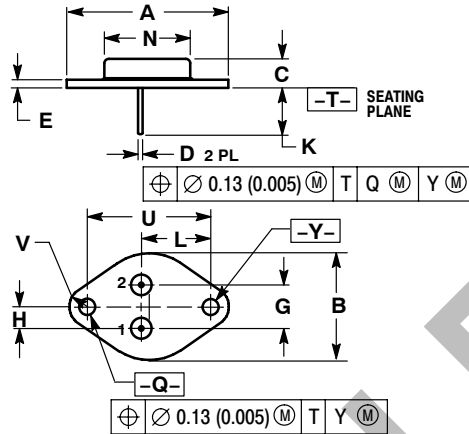 A
N
C
E
-T- SEATING
PLANE
K
D 2 PL
⌖ ∅ 0.13 (0.005) Ⓜ T Q Ⓜ Y Ⓜ
U
V
L
-Y-
2
G
B
H
1
-Q-
⌖ ∅ 0.13 (0.005) Ⓜ T Y Ⓜ